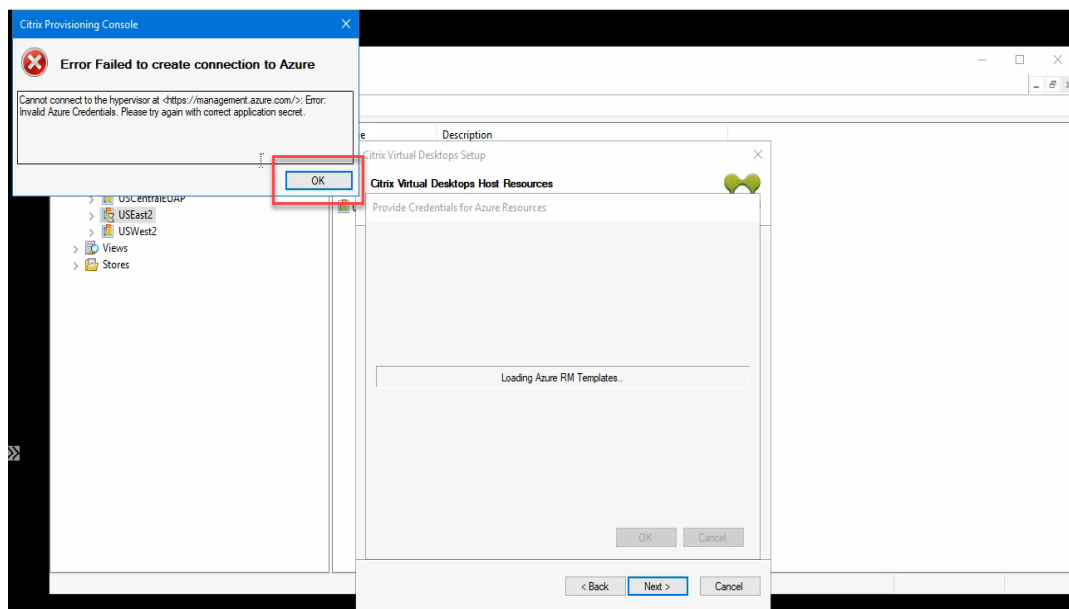 Citrix Provisioning Console
Error Failed to create connection to Azure
Cannot connect to the hypervisor at <https://management.azure.com/>: Error:
Invalid Azure Credentials. Please try again with correct application secret.
OK
Description
Citrix Virtual Desktops Setup
Citrix Virtual Desktops Host Resources
Provide Credentials for Azure Resources
USCentralEUAP
USEast2
USWest2
Views
Stores
Loading Azure RM Templates..
OK Cancel
< Back Next > Cancel